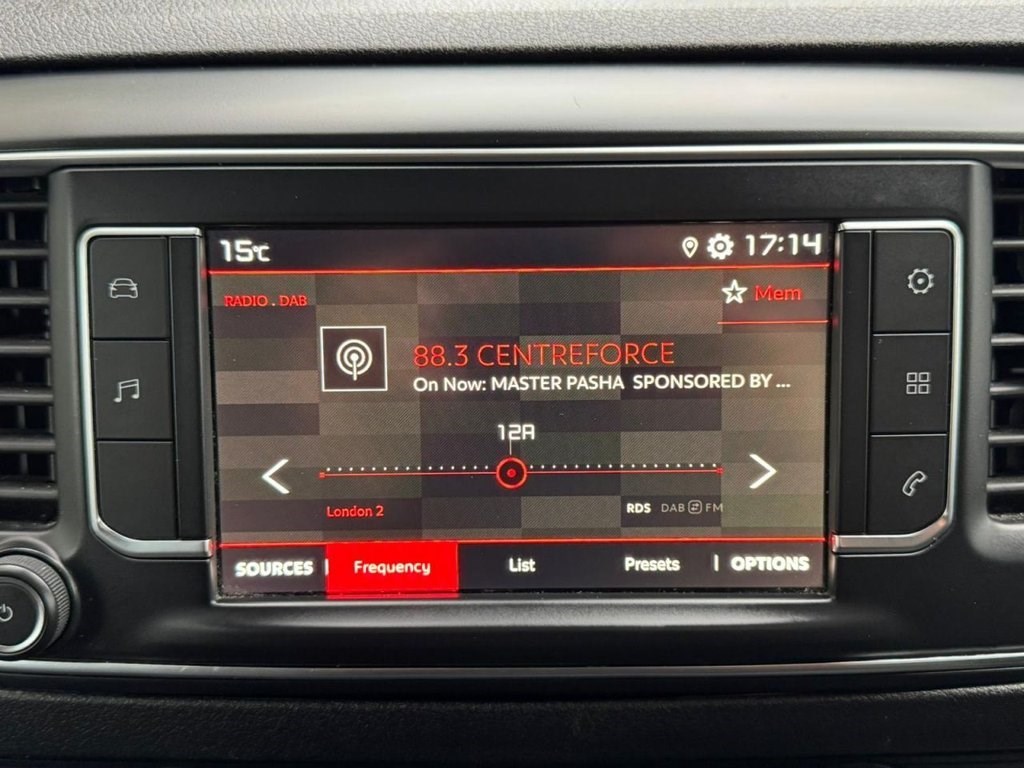 15°C 17:14
RADIO . DAB
Mem
88.3 CENTREFORCE
On Now: MASTER PASHA SPONSORED BY ...
12A
London 2
RDS DAB FM
SOURCES Frequency List Presets OPTIONS